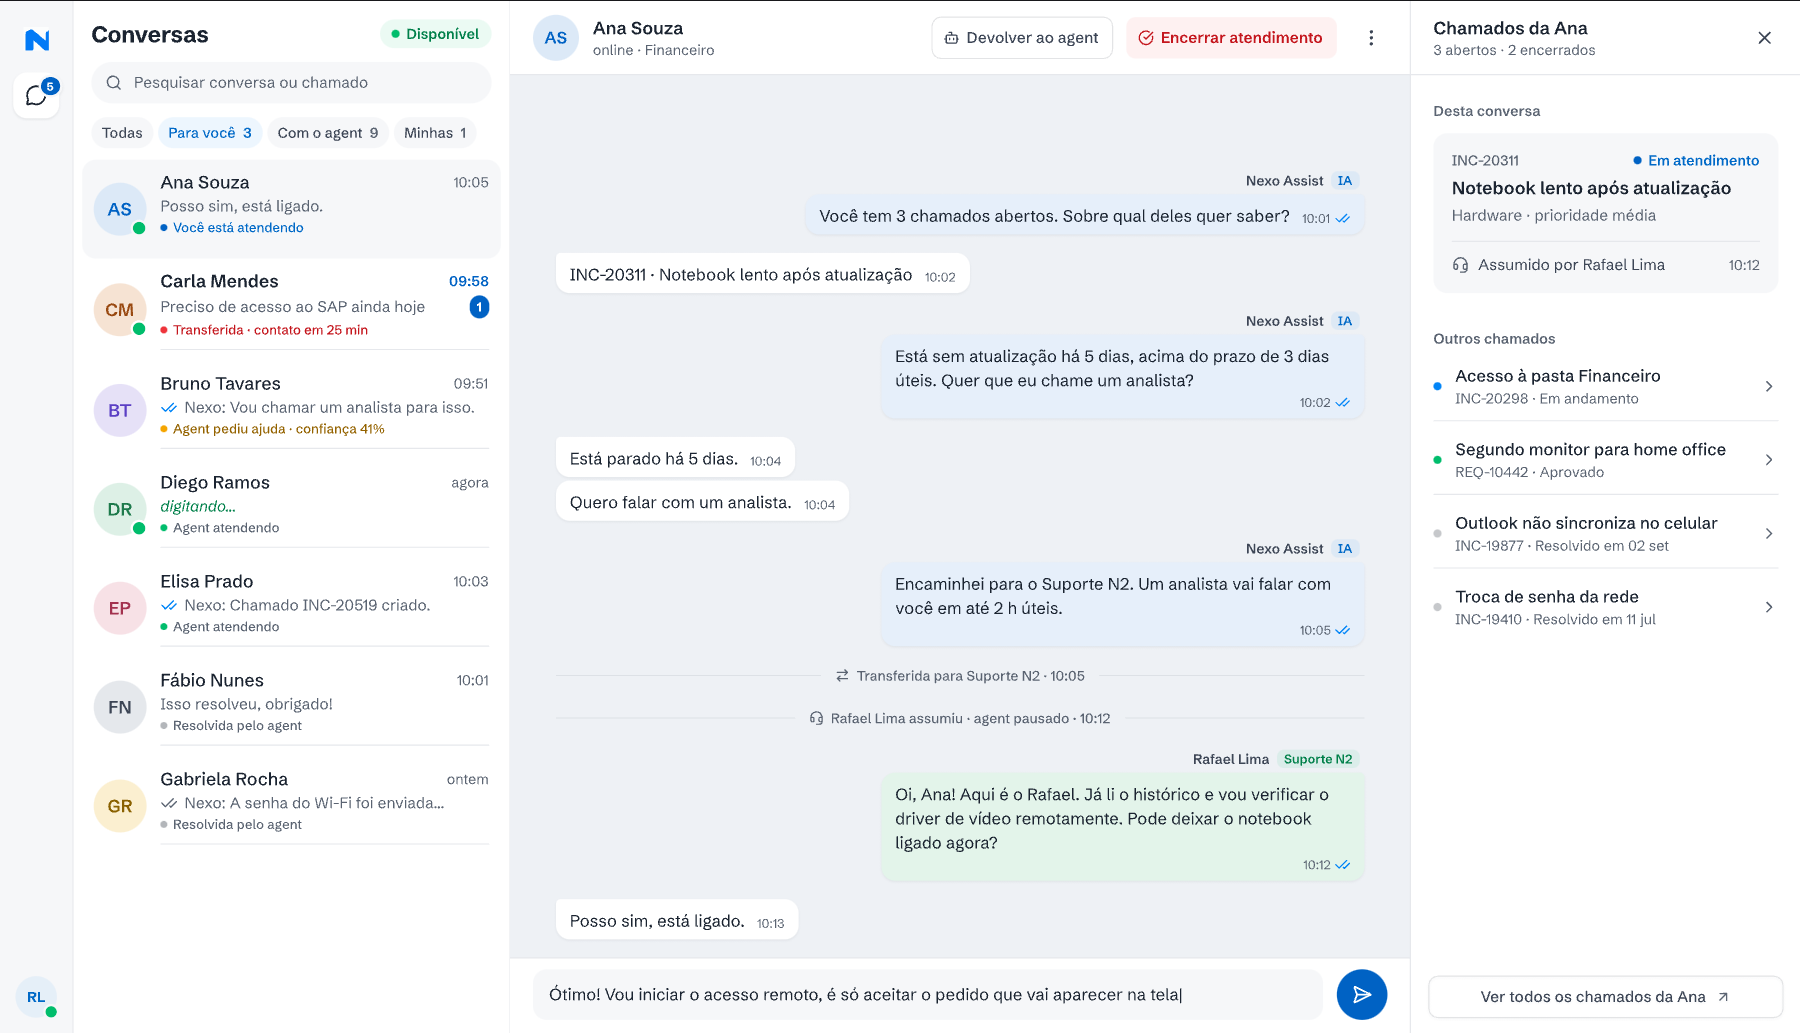 5
RL
Conversas
Disponível
Pesquisar conversa ou chamado
Todas
Para você 3
Com o agent 9
Minhas 1
AS
Ana Souza
10:05
Posso sim, está ligado.
Você está atendendo
CM
Carla Mendes
09:58
Preciso de acesso ao SAP ainda hoje
1
Transferida · contato em 25 min
BT
Bruno Tavares
09:51
Nexo: Vou chamar um analista para isso.
Agent pediu ajuda · confiança 41%
DR
Diego Ramos
agora
digitando...
Agent atendendo
EP
Elisa Prado
10:03
Nexo: Chamado INC-20519 criado.
Agent atendendo
FN
Fábio Nunes
10:01
Isso resolveu, obrigado!
Resolvida pelo agent
GR
Gabriela Rocha
ontem
Nexo: A senha do Wi-Fi foi enviada...
Resolvida pelo agent
AS
Ana Souza
online · Financeiro
Devolver ao agent
Encerrar atendimento
Nexo Assist IA
Você tem 3 chamados abertos. Sobre qual deles quer saber? 10:01
INC-20311 · Notebook lento após atualização 10:02
Nexo Assist IA
Está sem atualização há 5 dias, acima do prazo de 3 dias
úteis. Quer que eu chame um analista?
10:02
Está parado há 5 dias. 10:04
Quero falar com um analista. 10:04
Nexo Assist IA
Encaminhei para o Suporte N2. Um analista vai falar com
você em até 2 h úteis.
10:05
Transferida para Suporte N2 · 10:05
Rafael Lima assumiu · agent pausado · 10:12
Rafael Lima Suporte N2
Oi, Ana! Aqui é o Rafael. Já li o histórico e vou verificar o
driver de vídeo remotamente. Pode deixar o notebook
ligado agora?
10:12
Posso sim, está ligado. 10:13
Ótimo! Vou iniciar o acesso remoto, é só aceitar o pedido que vai aparecer na tela
Chamados da Ana
3 abertos · 2 encerrados
Desta conversa
INC-20311
Em atendimento
Notebook lento após atualização
Hardware · prioridade média
Assumido por Rafael Lima
10:12
Outros chamados
Acesso à pasta Financeiro
INC-20298 · Em andamento
Segundo monitor para home office
REQ-10442 · Aprovado
Outlook não sincroniza no celular
INC-19877 · Resolvido em 02 set
Troca de senha da rede
INC-19410 · Resolvido em 11 jul
Ver todos os chamados da Ana